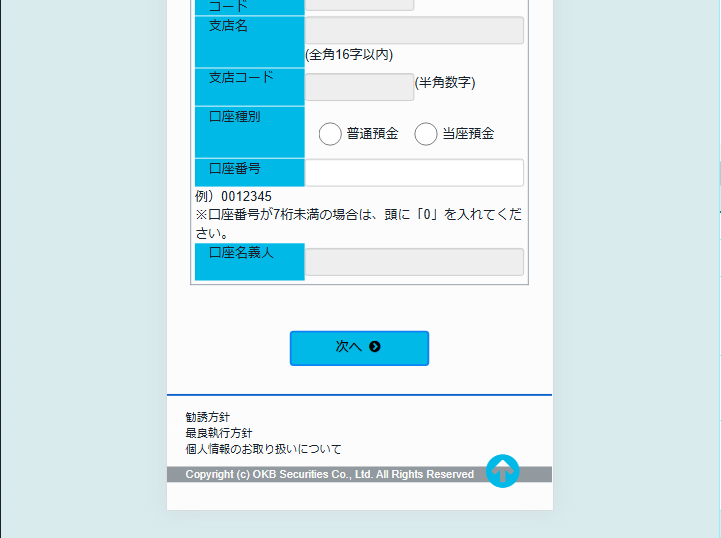 コード
支店名
(全角16字以内)
支店コード
(半角数字)
口座種別
普通預金 当座預金
口座番号
例）0012345
※口座番号が7桁未満の場合は、頭に「0」を入れてくだ
さい。
口座名義人
次へ
勧誘方針
最良執行方針
個人情報のお取り扱いについて
Copyright (c) OKB Securities Co., Ltd. All Rights Reserved